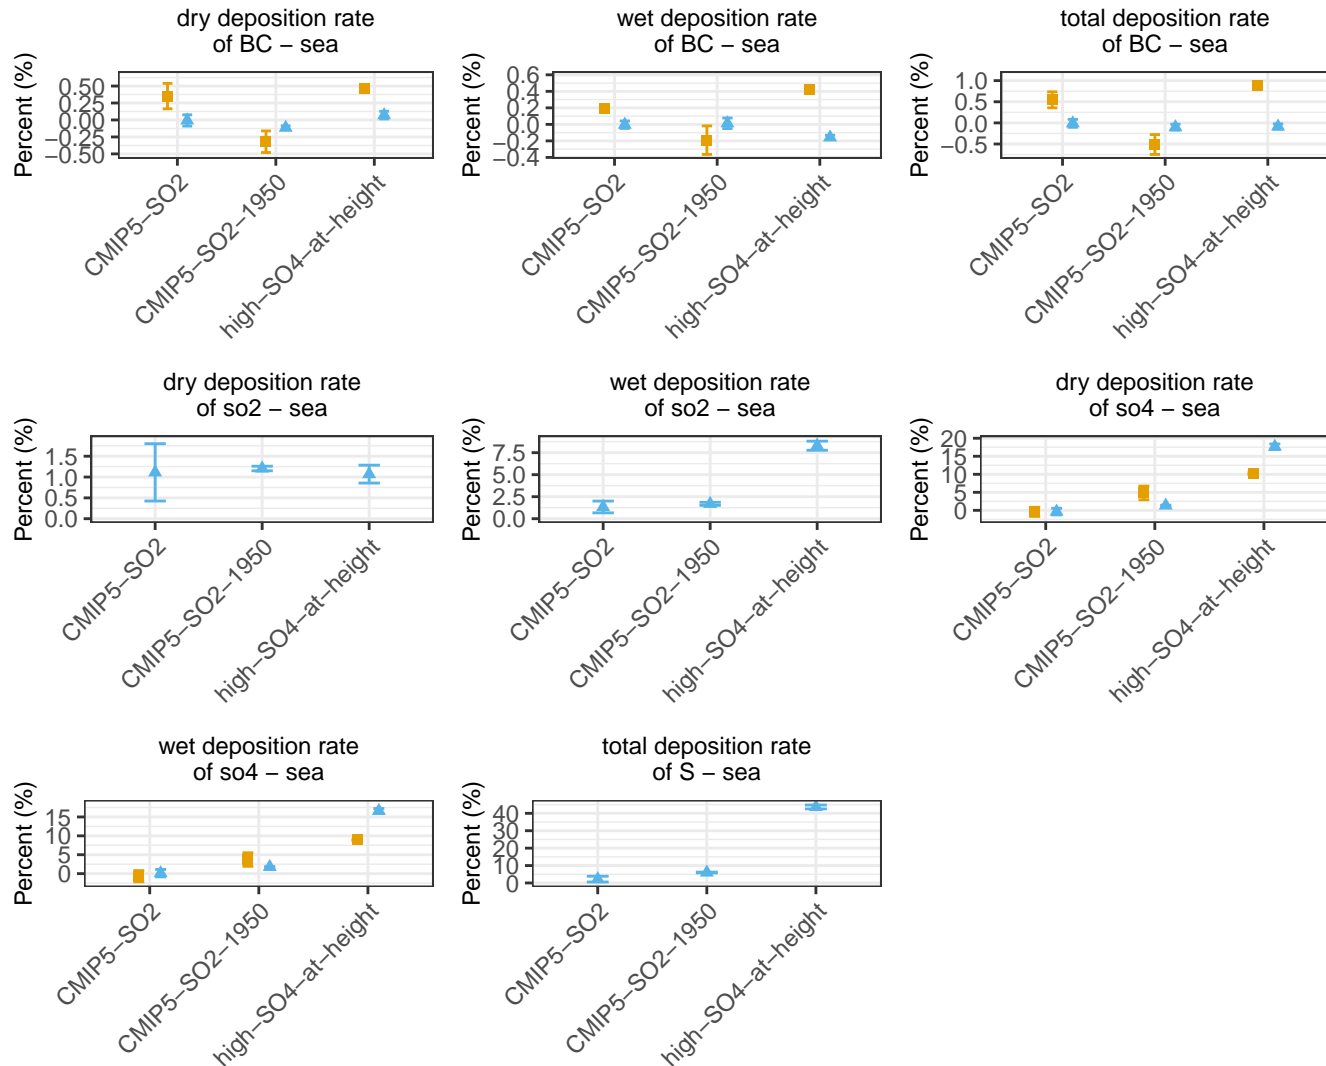 dry deposition rate
of BC − sea
Percent (%)
0.50
0.25
0.00
−0.25
−0.50
CMIP5−SO2
CMIP5−SO2−1950
high−SO4−at−height
wet deposition rate
of BC − sea
Percent (%)
0.6
0.4
0.2
0.0
−0.2
−0.4
CMIP5−SO2
CMIP5−SO2−1950
high−SO4−at−height
total deposition rate
of BC − sea
Percent (%)
1.0
0.5
0.0
−0.5
CMIP5−SO2
CMIP5−SO2−1950
high−SO4−at−height
dry deposition rate
of so2 − sea
Percent (%)
1.5
1.0
0.5
0.0
CMIP5−SO2
CMIP5−SO2−1950
high−SO4−at−height
wet deposition rate
of so2 − sea
Percent (%)
7.5
5.0
2.5
0.0
CMIP5−SO2
CMIP5−SO2−1950
high−SO4−at−height
dry deposition rate
of so4 − sea
Percent (%)
20
15
10
5
0
CMIP5−SO2
CMIP5−SO2−1950
high−SO4−at−height
wet deposition rate
of so4 − sea
Percent (%)
15
10
5
0
CMIP5−SO2
CMIP5−SO2−1950
high−SO4−at−height
total deposition rate
of S − sea
Percent (%)
40
30
20
10
0
CMIP5−SO2
CMIP5−SO2−1950
high−SO4−at−height